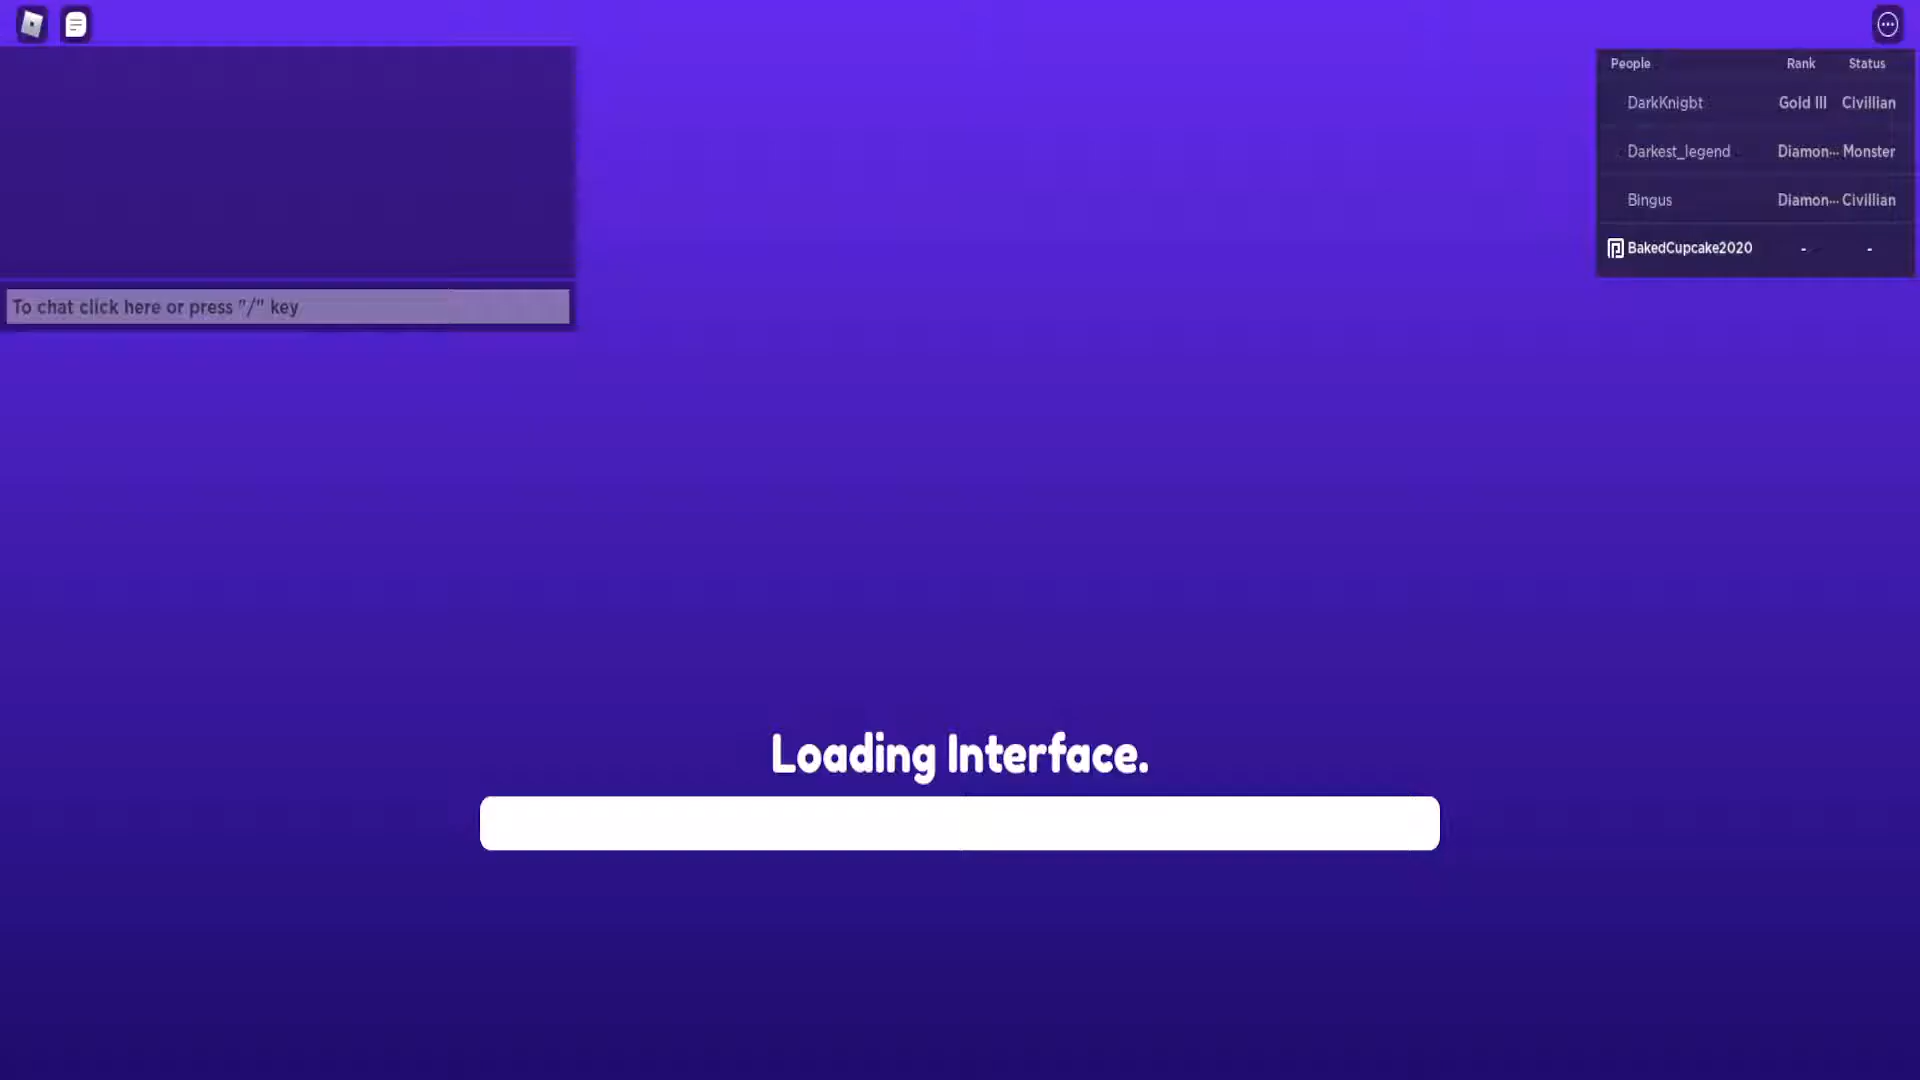 People Rank Status
DarkKnigbt Gold III Civillian
Darkest_legend Diamon... Monster
Bingus Diamon... Civillian
BakedCupcake2020 - -
To chat click here or press "/" key
Loading Interface.